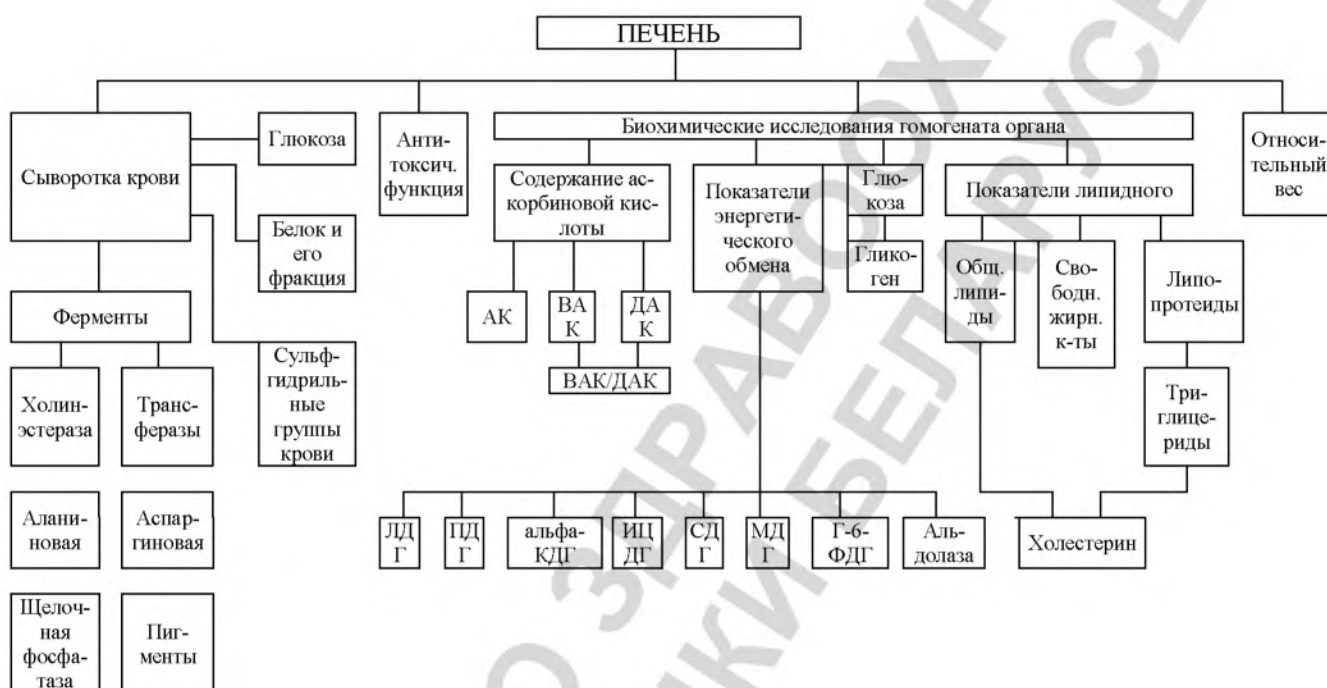 ПЕЧЕНЬ
Сыворотка крови
Глюкоза
Белок и
его
фракция
Сульф-
гидриль-
ные
группы
крови
Ферменты
Холин-
эстераза
Транс-
феразы
Алани-
новая
Аспар-
гиновая
Щелоч-
ная
фосфа-
таза
Пиг-
менты
Анти-
токсич.
функция
Биохимические исследования гомогената органа
Содержание ас-
корбиновой кис-
лоты
АК
ВА
К
ДА
К
ВАК/ДАК
Показатели
энергети-
ческого
обмена
Глю-
коза
Глико-
ген
Показатели липидного
Общ.
липи-
ды
Сво-
бодн.
жирн.
к-ты
Липо-
протеиды
Три-
глице-
риды
Холестерин
ЛД
Г
ПД
Г
альфа-
КДГ
ИЦ
ДГ
СД
Г
МД
Г
Г-6-
ФДГ
Аль-
долаза
Относи-
тельный
вес
О ЗДРАВООХР
КИ БЕЛАРУС